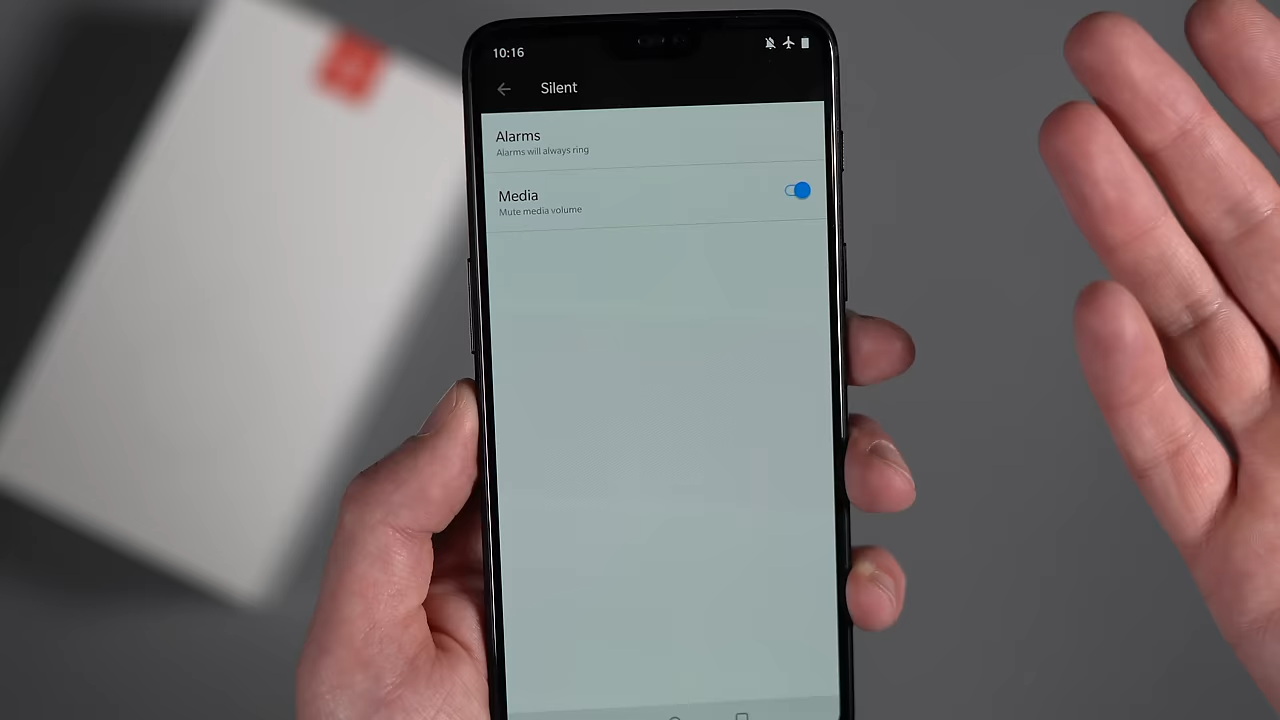 10:16
Silent
Alarms
Alarms will always ring
Media
Mute media volume